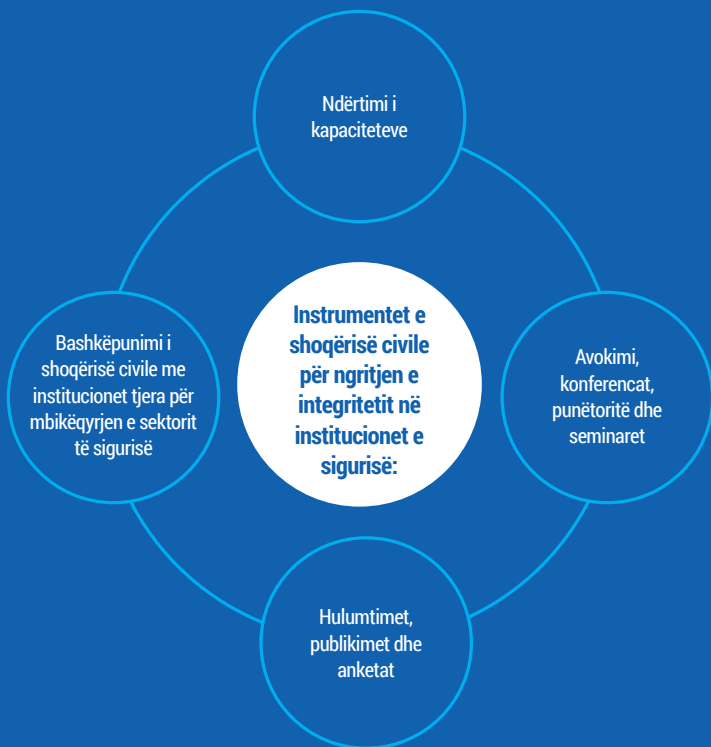 Ndërtimi i
kapaciteteve
Instrumentet e
shoqërisë civile
për ngritjen e
integritetit në
institucionet e
sigurisë:
Bashkëpunimi i
shoqërisë civile me
institucionet tjera për
mbikëqyrjen e sektorit
të sigurisë
Avokimi,
konferencat,
punëtoritë dhe
seminaret
Hulumtimet,
publikimet dhe
anketat